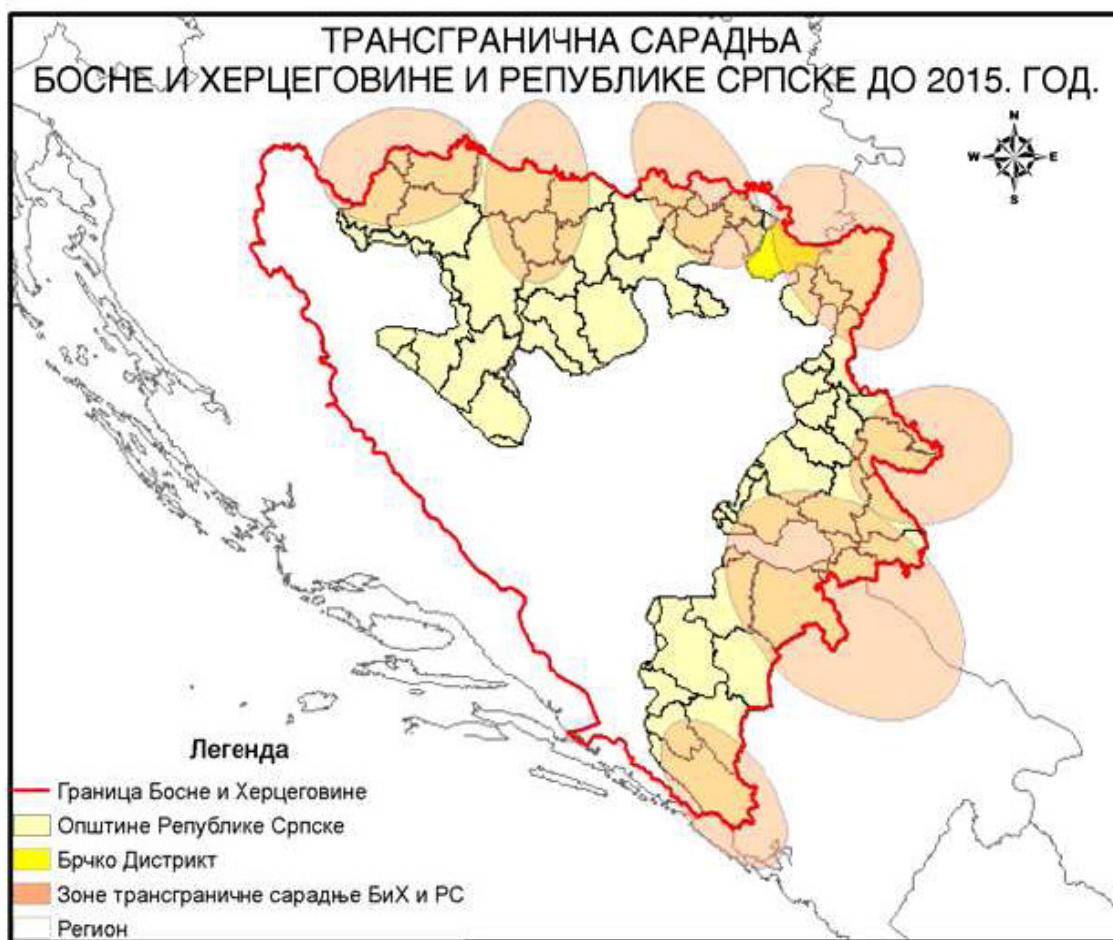 ТРАНСГРАНИЧНА САРАДЊА
БОСНЕ И ХЕРЦЕГОВИНЕ И РЕПУБЛИКЕ СРПСКЕ ДО 2015. ГОД.
N
W E
S
Легенда
Граница Босне и Херцеговине
Општине Републике Српске
Брчко Дистрикт
Зоне трансграничне сарадње БиХ и РС
Регион